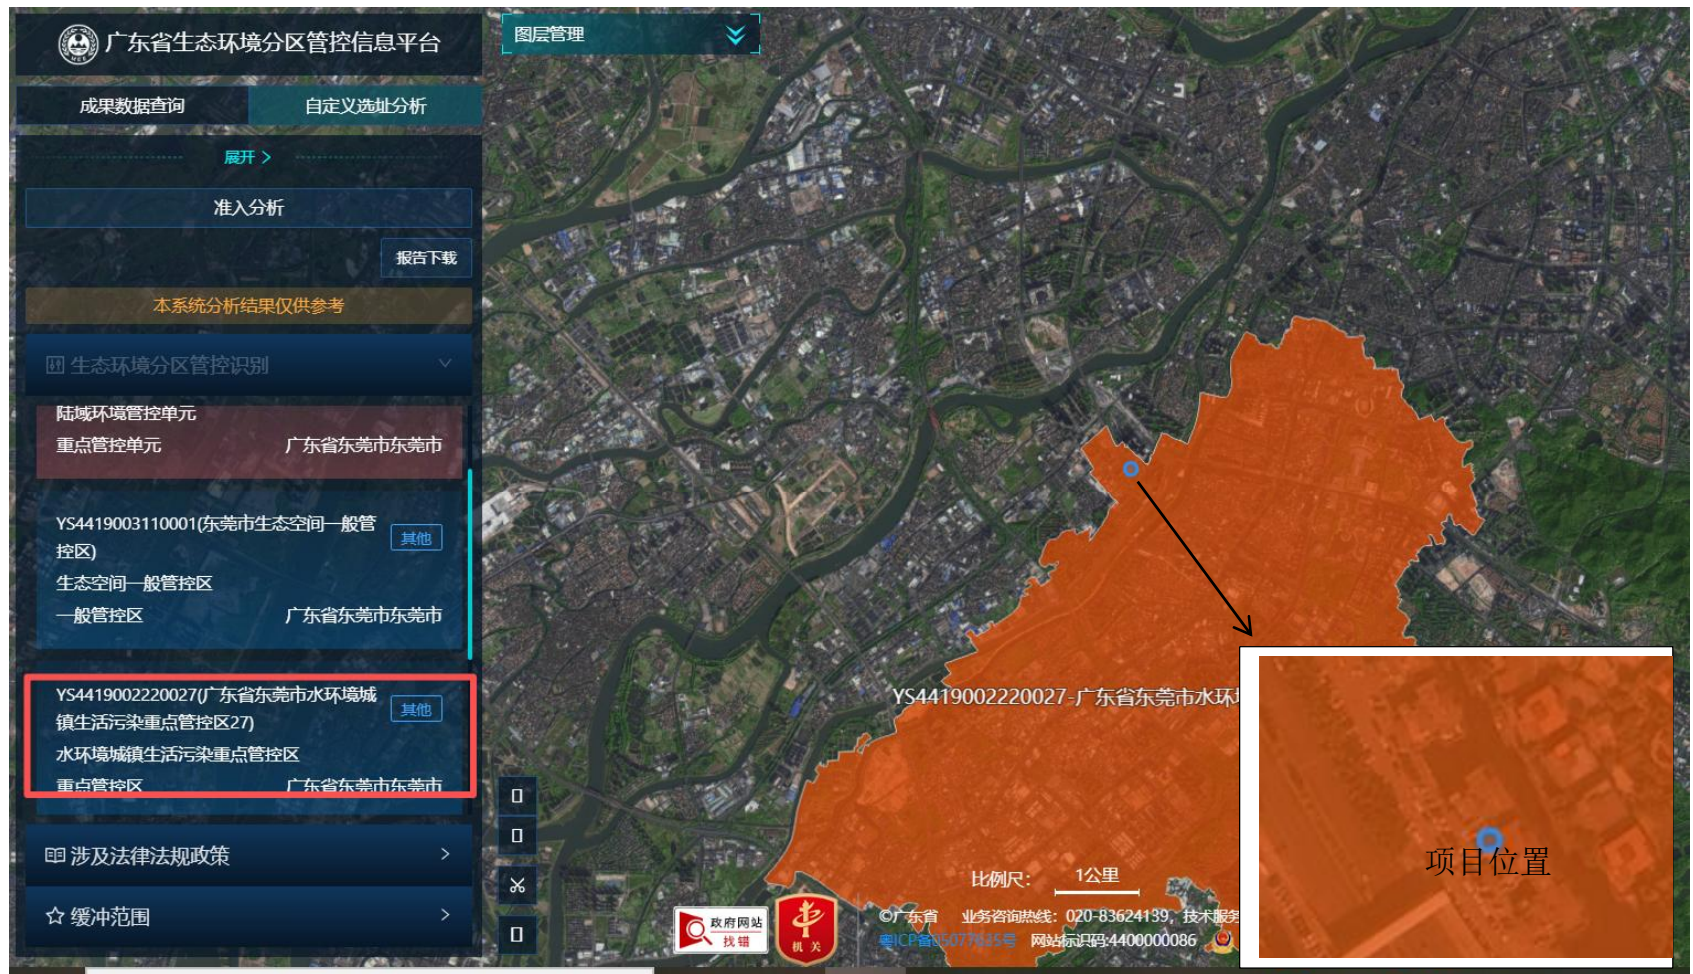 广东省生态环境分区管控信息平台
成果数据查询
自定义选址分析
展开 >
准入分析
报告下载
本系统分析结果仅供参考
生态环境分区管控识别
陆域环境管控单元
重点管控单元
广东省东莞市东莞市
YS4419003110001(东莞市生态空间一般管
控区)
其他
生态空间一般管控区
一般管控区
广东省东莞市东莞市
YS4419002220027(广东省东莞市水环境城
镇生活污染重点管控区27)
其他
水环境城镇生活污染重点管控区
重点管控区
广东省东莞市东莞市
涉及法律法规政策
缓冲范围
图层管理
YS4419002220027-广东省东莞市水环
项目位置
比例尺：
1公里
政府网站
找错
机关
©广东省
业务咨询热线：020-83624139，技术服
网站标识码:4400000086